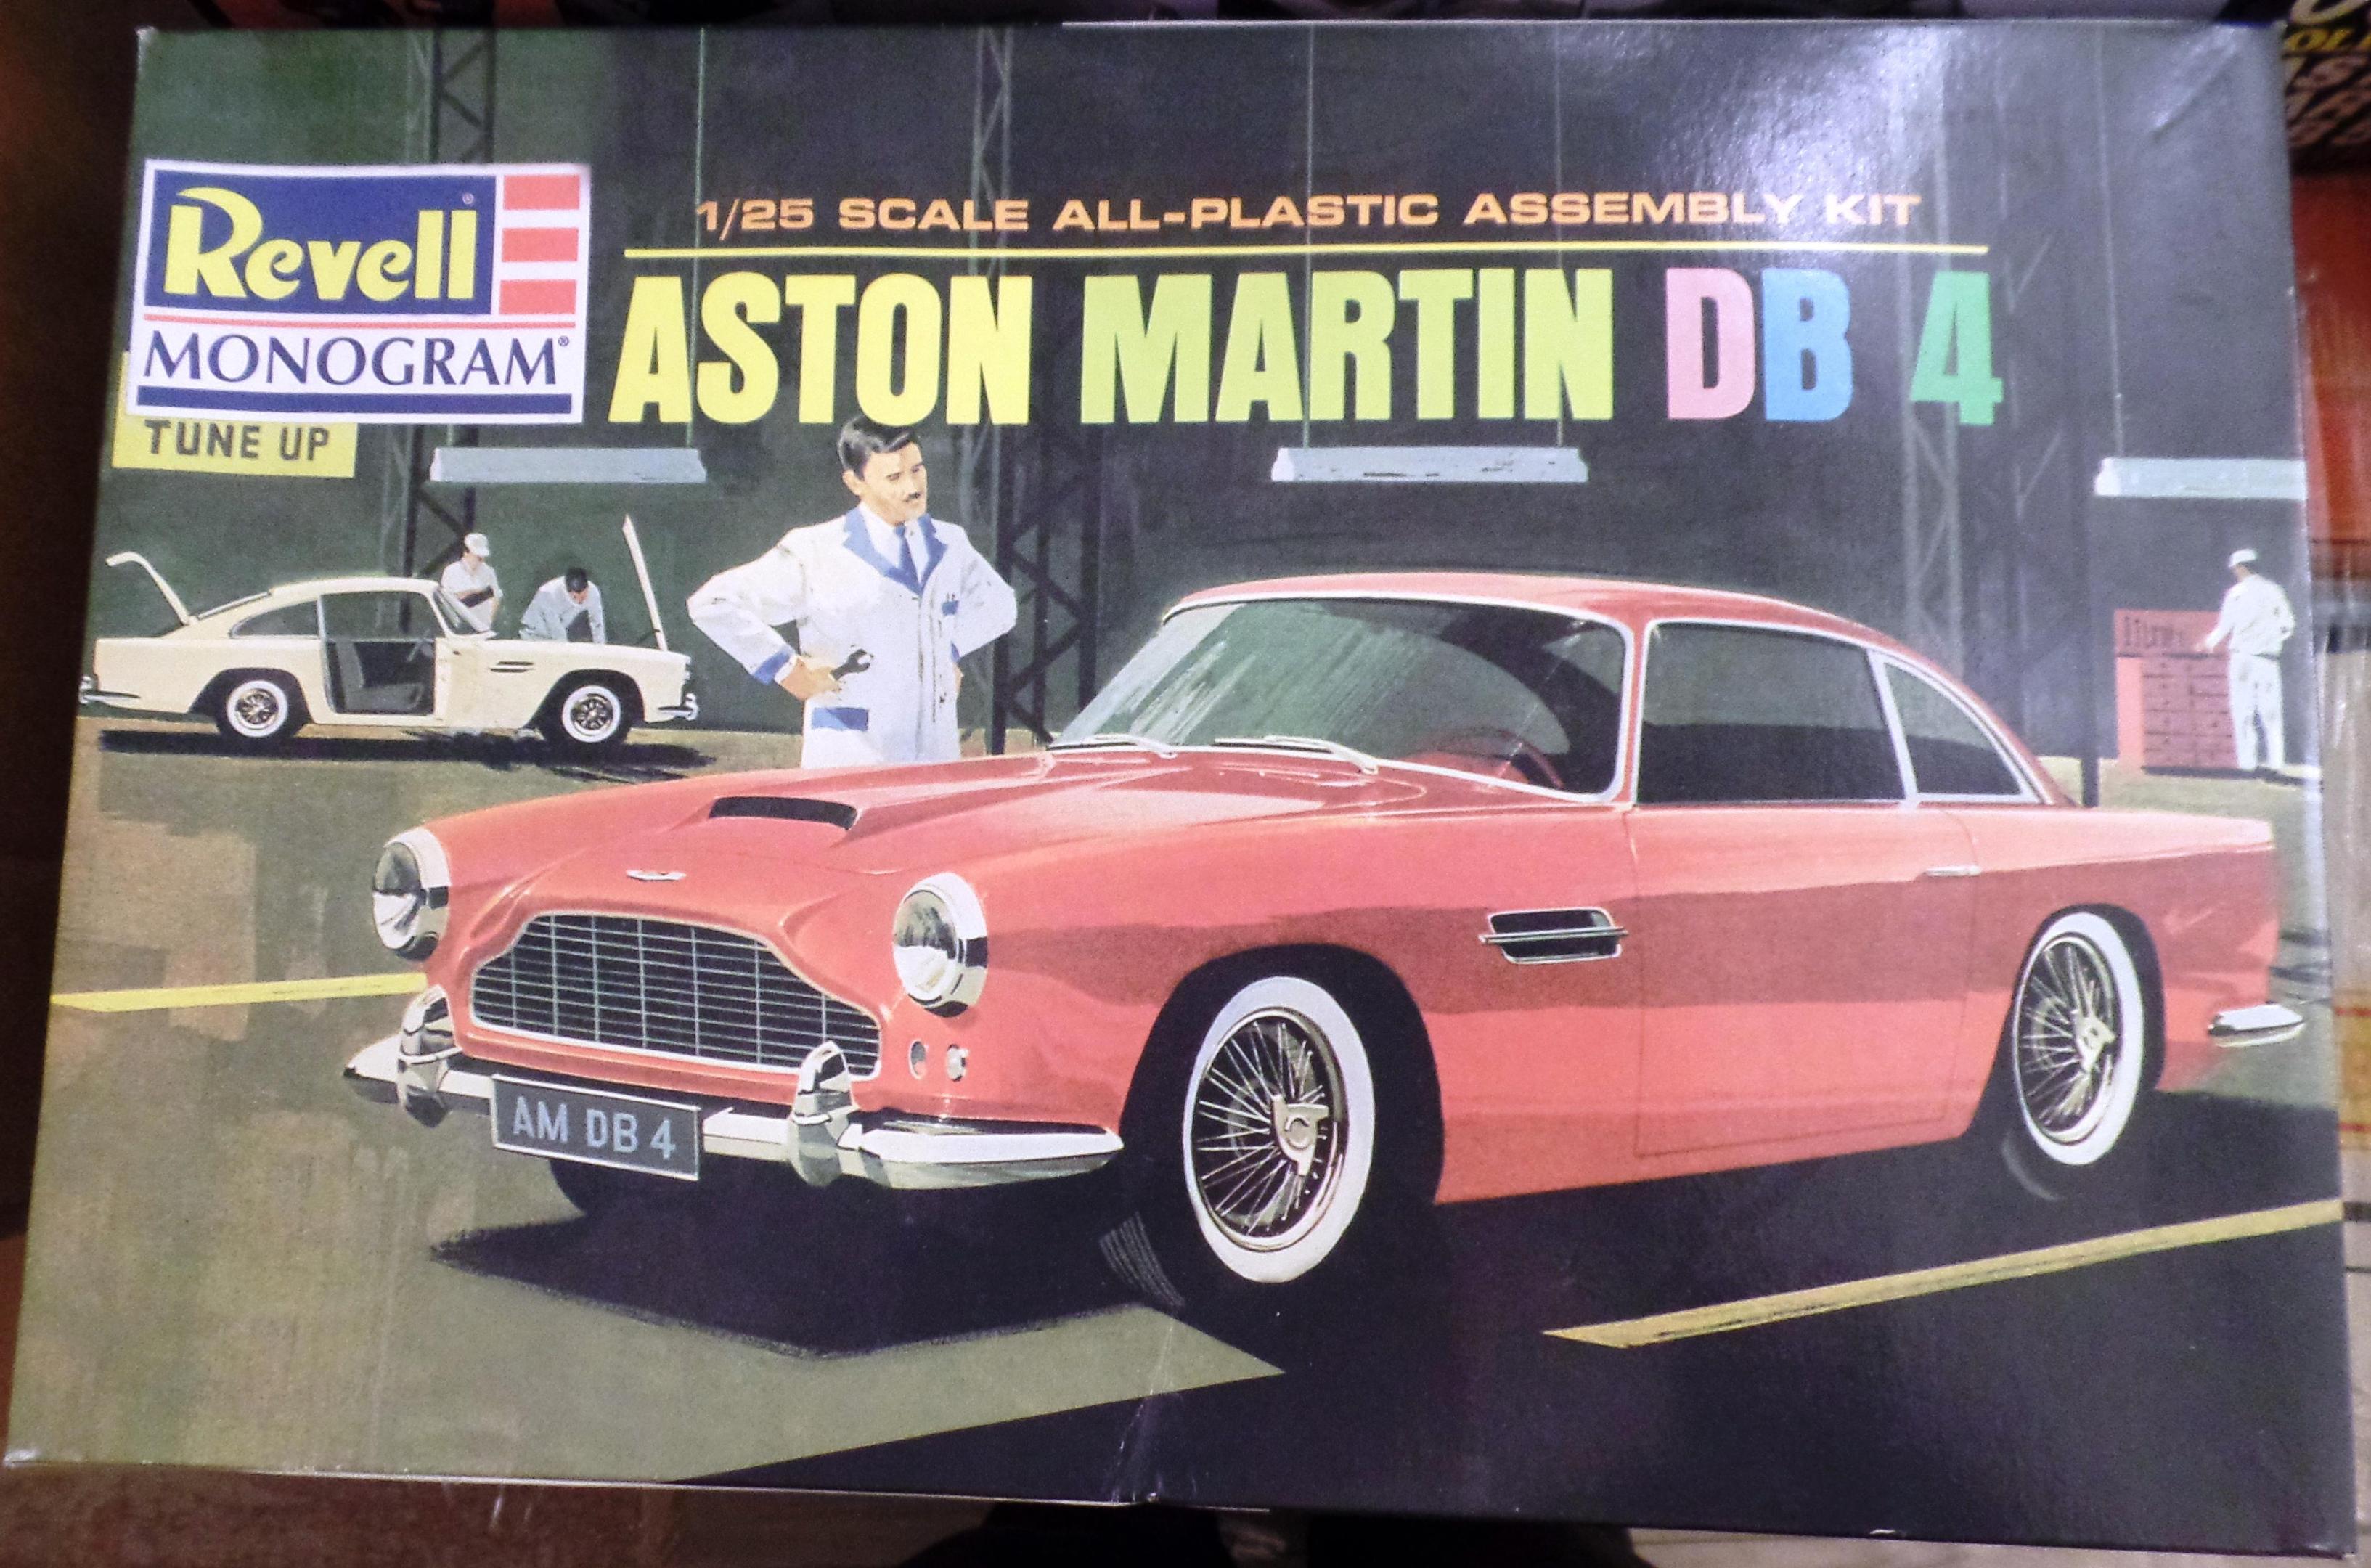 Revell®
MONOGRAM®
1/25 SCALE ALL-PLASTIC ASSEMBLY KIT
ASTON MARTIN DB 4
TUNE UP
AM DB 4